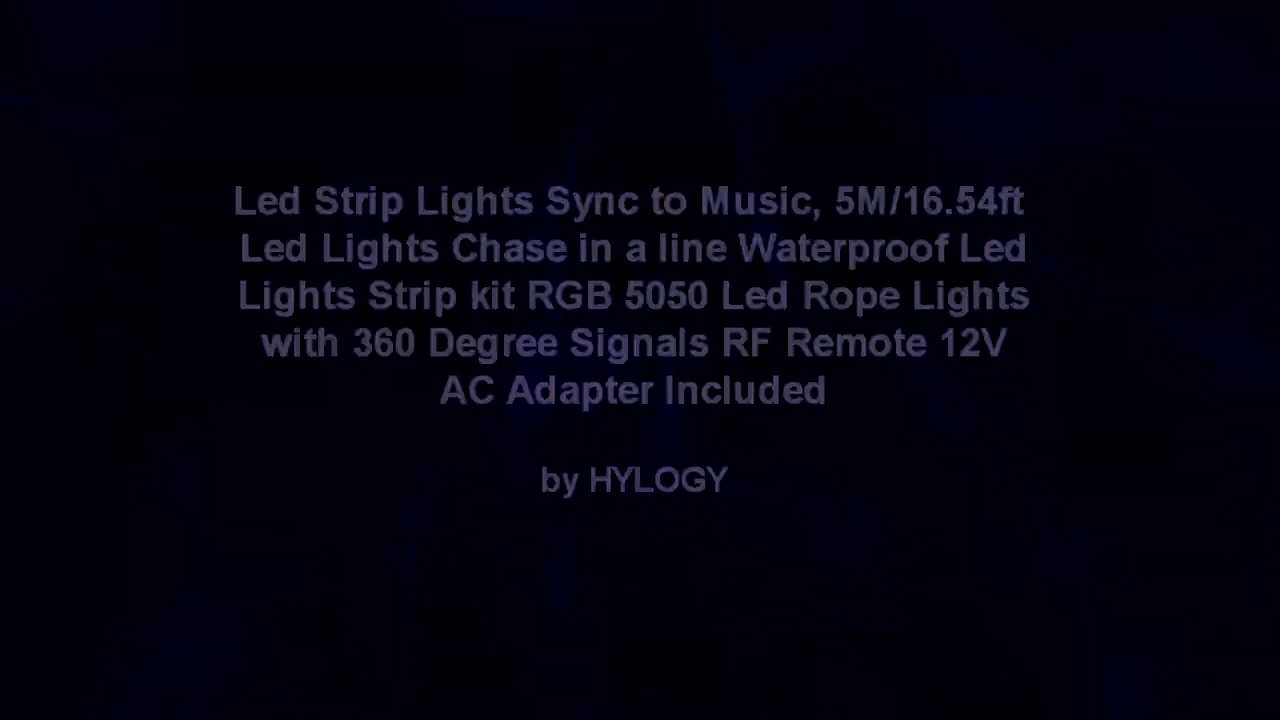 Led Strip Lights Sync to Music, 5M/16.54ft
Led Lights Chase in a line Waterproof Led
Lights Strip kit RGB 5050 Led Rope Lights
with 360 Degree Signals RF Remote 12V
AC Adapter Included
by HYLOGY